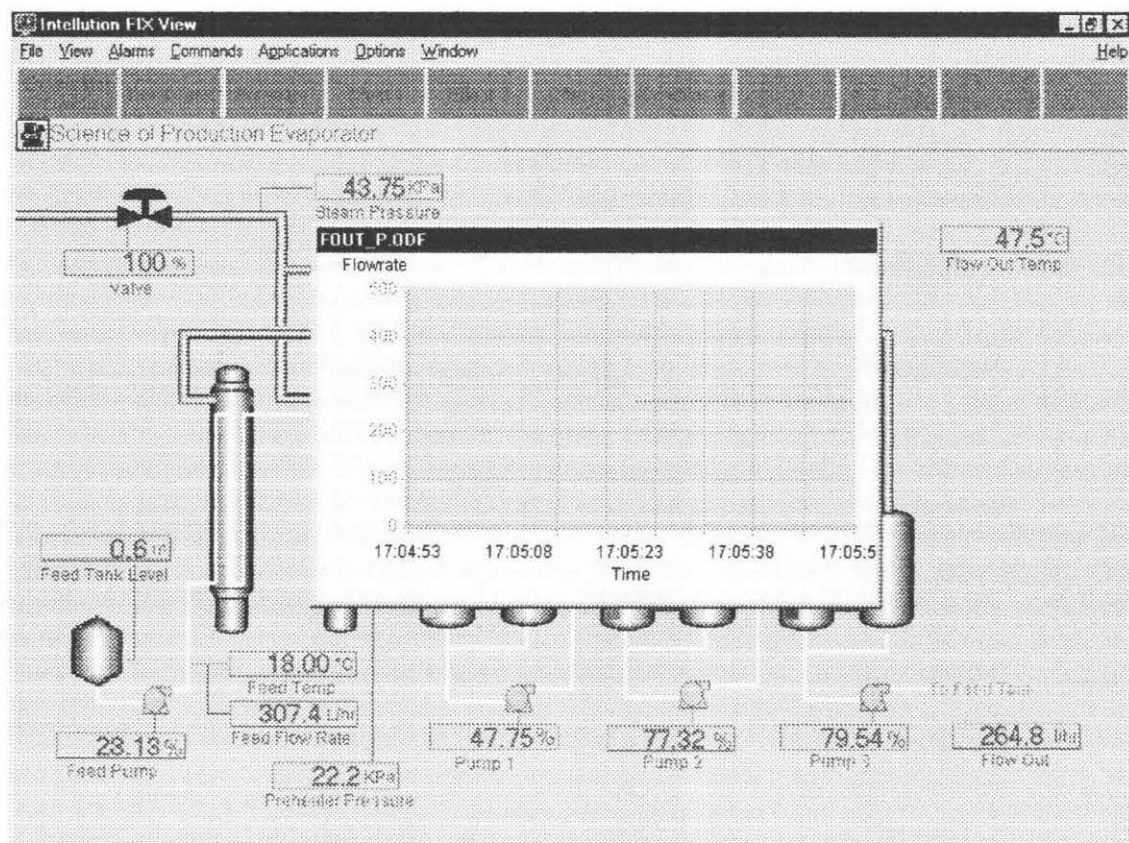 Intellution FIX View
File View Alarms Commands Applications Options Window Help
Science of Production Evaporator
43.75 KPa
Steam Pressure
100 %
Valve
47.5 °C
Flow Out Temp
FOUT_P.ODF
Flowrate
500
400
300
200
100
0
17:04:53 17:05:08 17:05:23 17:05:38 17:05:5
Time
0.6 m
Feed Tank Level
18.00 °C
Feed Temp
307.4 L/hr
Feed Flow Rate
To Feed Tank
23.13 %
Feed Pump
47.75 %
Pump 1
77.32 %
Pump 2
79.54 %
Pump 3
264.8
Flow Out
22.2 KPa
Preheater Pressure